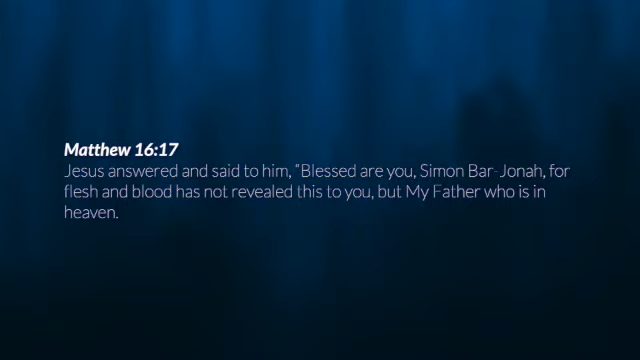 Matthew 16:17
Jesus answered and said to him, “Blessed are you, Simon Bar-Jonah, for
flesh and blood has not revealed this to you, but My Father who is in
heaven.